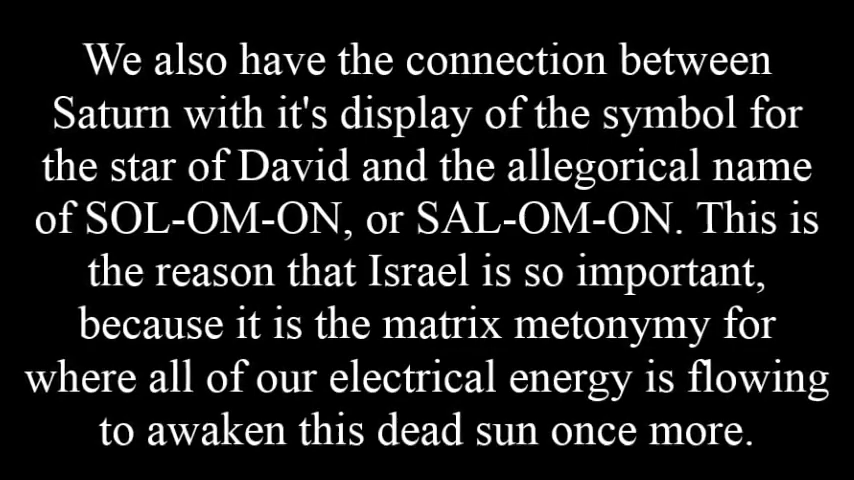 We also have the connection between
Saturn with it's display of the symbol for
the star of David and the allegorical name
of SOL-OM-ON, or SAL-OM-ON. This is
the reason that Israel is so important,
because it is the matrix metonymy for
where all of our electrical energy is flowing
to awaken this dead sun once more.